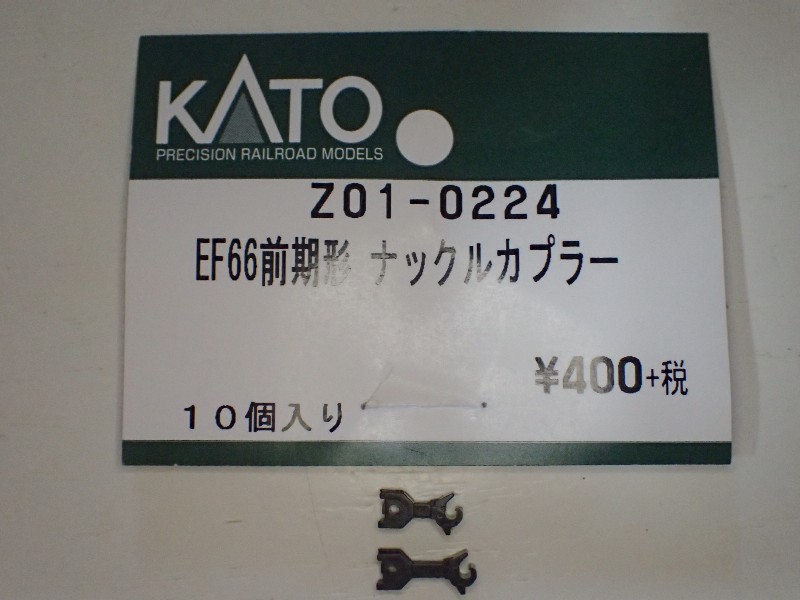 KATO
PRECISION RAILROAD MODELS
Z01-0224
EF66前期形 ナックルカプラー
¥400+税
10個入り